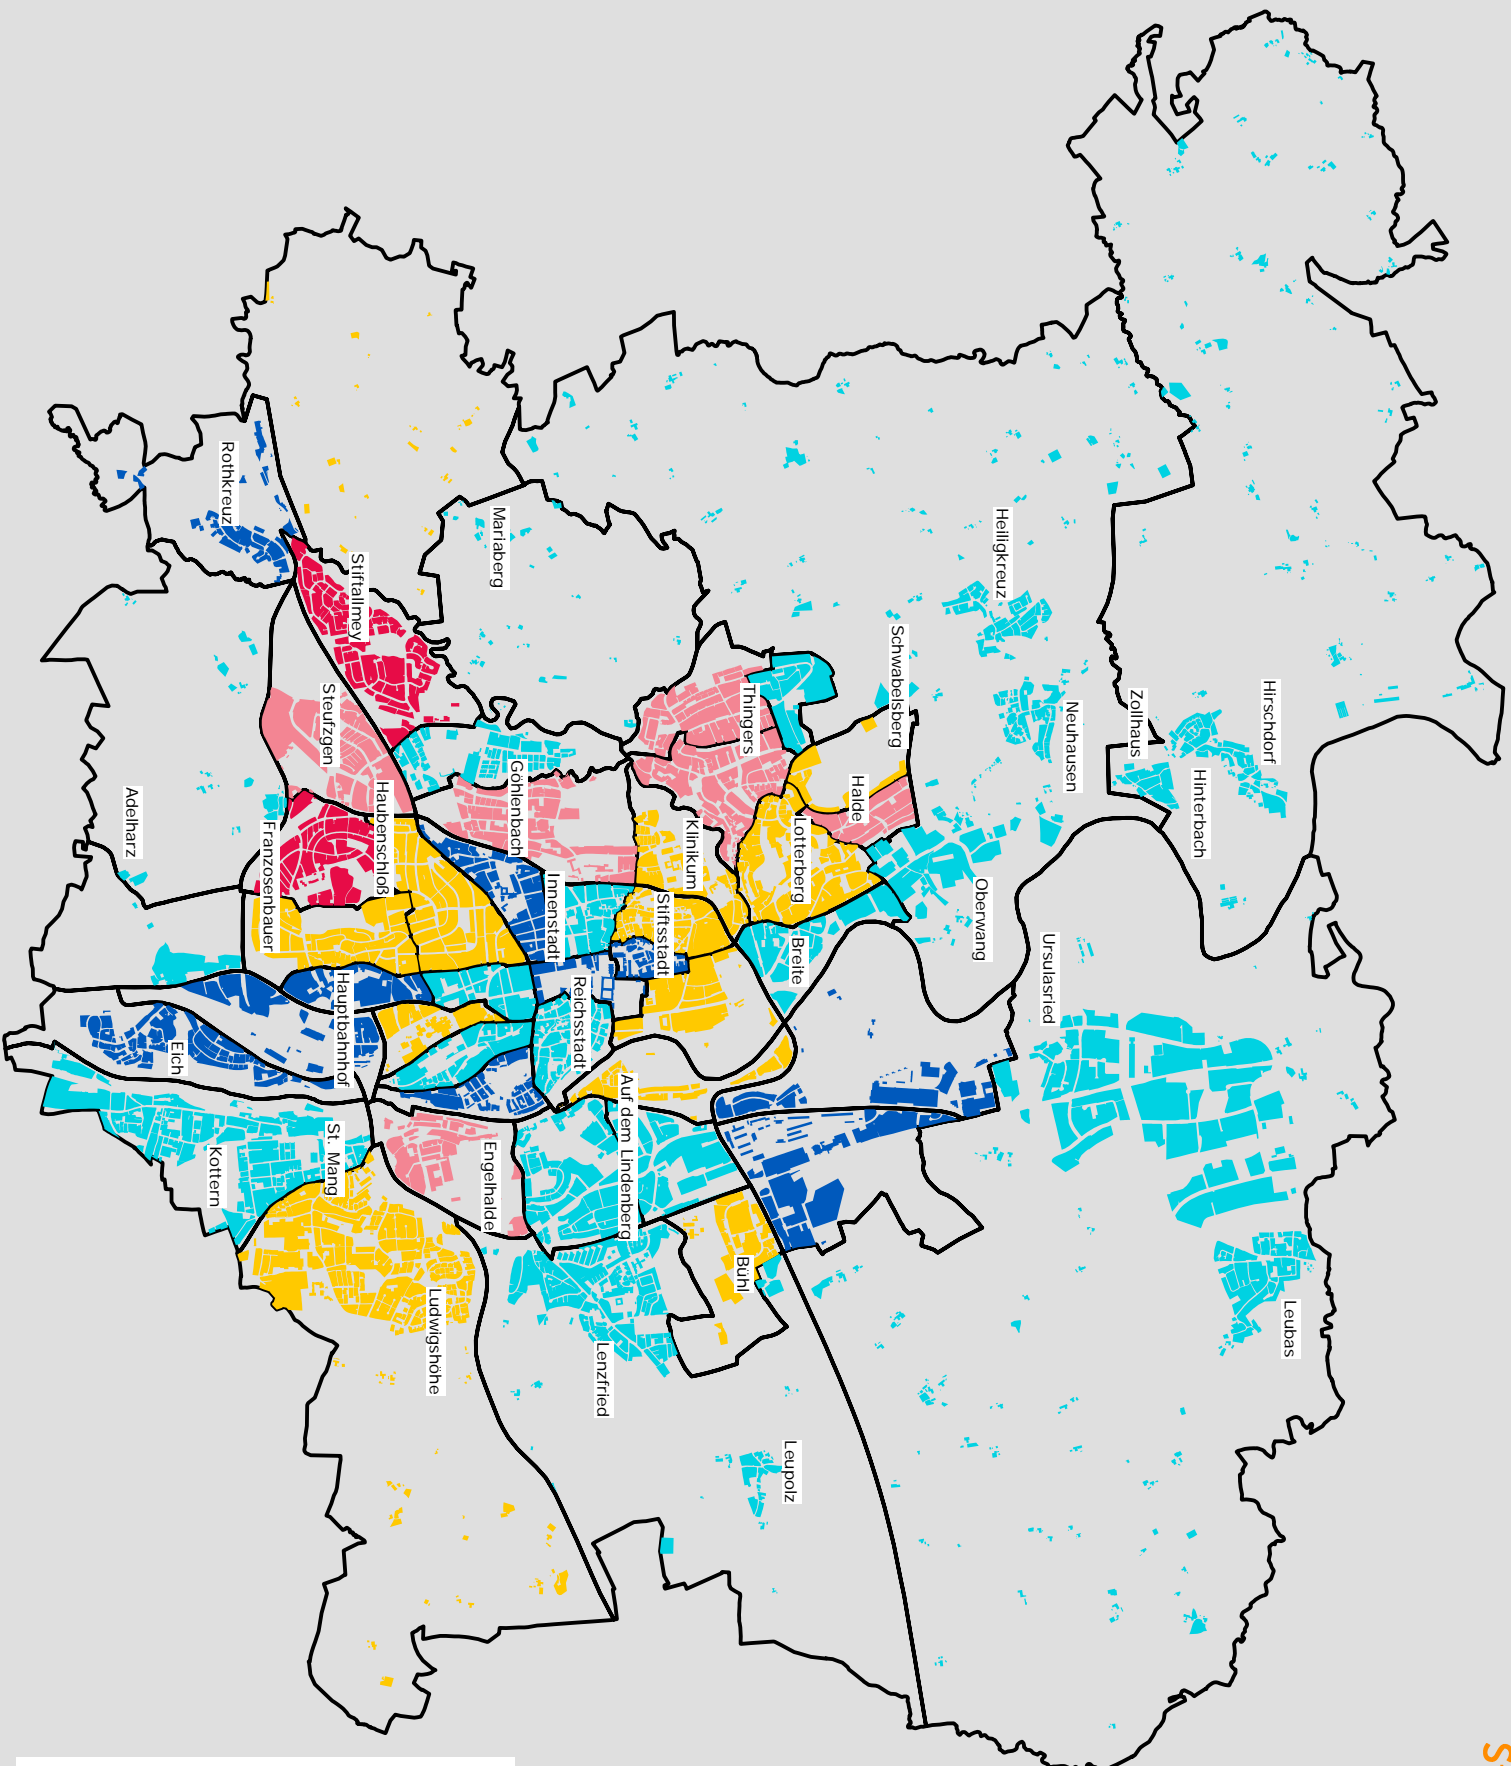 Hirschdorf
Zollhaus
Hinterbach
Neuhausen
Heiligkreuz
Schwabelsberg
Oberwang
Ursulasried
Leubas
Halde
Thingers
Lotterberg
Breite
Mariaberg
Göhlenbach
Klinikum
Stiftsstadt
Innenstadt
Reichsstadt
Auf dem Lindenberg
Bühl
Leupolz
Lenzfried
Engelhalde
Ludwigshöhe
St. Mang
Kottern
Hauptbahnhof
Eich
Haubenschloß
Franzosenbauer
Steufzgen
Stiftallmey
Rothkreuz
Adelharz
S